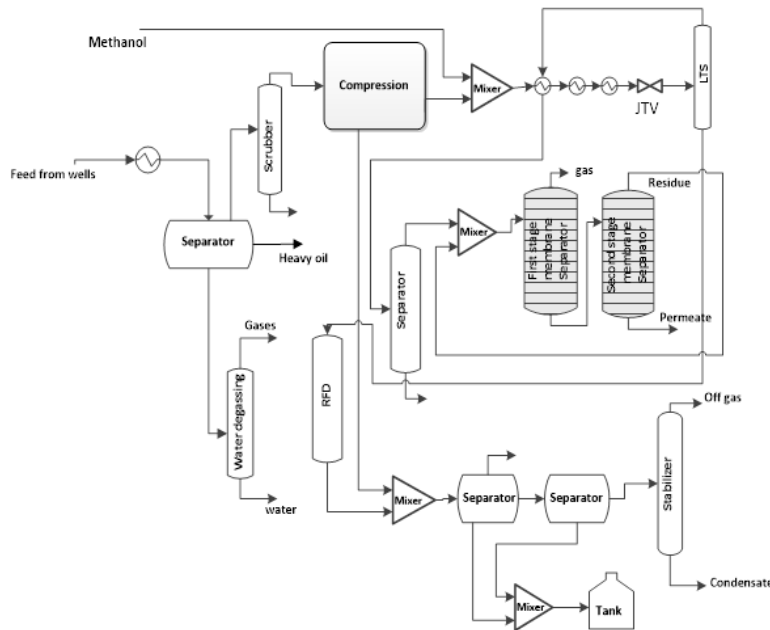 Methanol
Compression
Mixer
JTV
LTS
Scrubber
Feed from wells
Separator
Heavy oil
gas
Residue
Mixer
First stage
membrane
Separator
Second stage
membrane
Separator
Permeate
Separator
Gases
Water degassing
water
RFD
Off gas
Mixer
Separator
Separator
Stabilizer
Condensate
Mixer
Tank